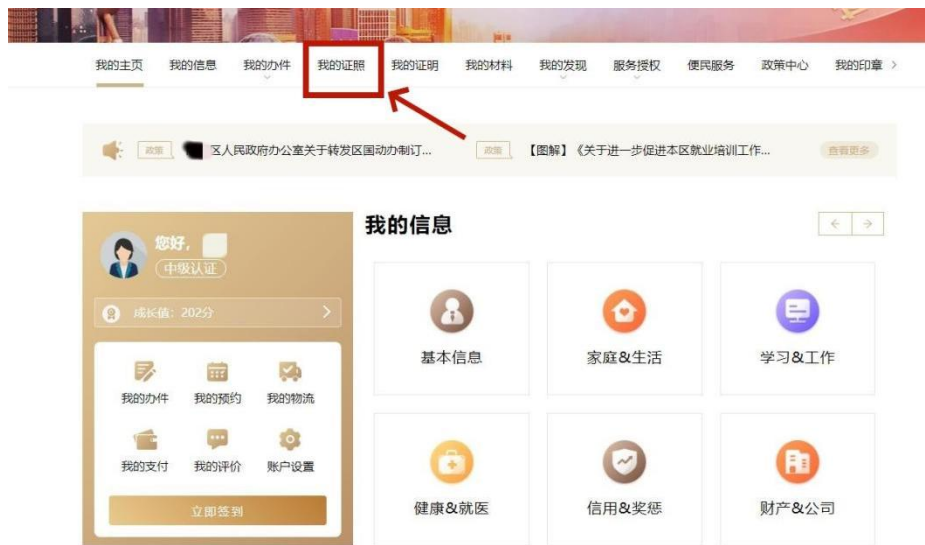 我的主页 我的信息 我的办件 我的证照 我的证明 我的材料 我的发现 服务授权 便民服务 政策中心 我的印章 >
政策 区人民政府办公室关于转发区国动办制订... 政策 【图解】《关于进一步促进本区就业培训工作... 查看更多
您好,
中级认证
成长值: 202分 >
我的办件 我的预约 我的物流
我的支付 我的评价 账户设置
立即签到
我的信息
基本信息 家庭&生活 学习&工作
健康&就医 信用&奖惩 财产&公司